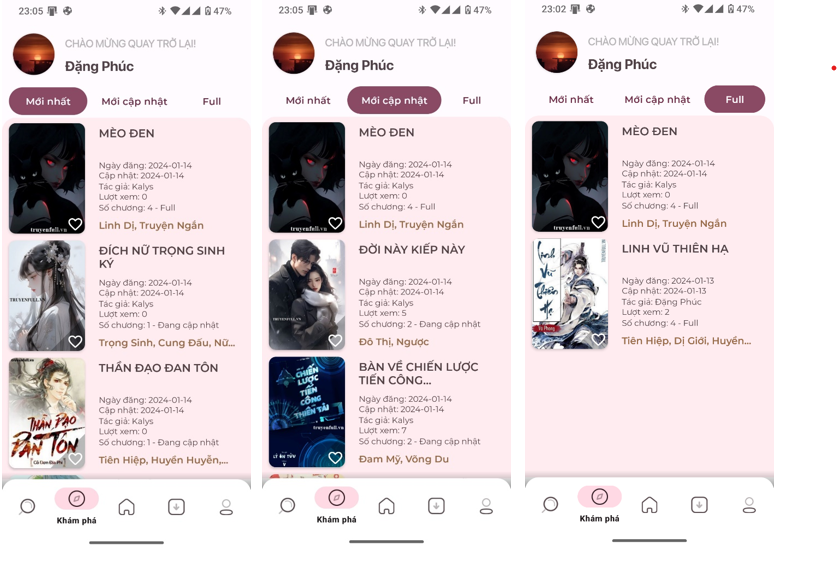 23:05
47%
CHÀO MỪNG QUAY TRỞ LẠI!
Đặng Phúc
Mới nhất
Mới cập nhật
Full
MÈO ĐEN
Ngày đăng: 2024-01-14
Cập nhật: 2024-01-14
Tác giả: Kalys
Lượt xem: 0
Số chương: 4 - Full
Linh Dị, Truyện Ngắn
truyenfull.vn
ĐÍCH NỮ TRỌNG SINH
KÝ
Ngày đăng: 2024-01-14
Cập nhật: 2024-01-14
Tác giả: Kalys
Lượt xem: 0
Số chương: 1 - Đang cập nhật
Trọng Sinh, Cung Đấu, Nữ...
TRUYENFULL.VN
THẦN ĐẠO ĐAN TÔN
Ngày đăng: 2024-01-14
Cập nhật: 2024-01-14
Tác giả: Kalys
Lượt xem: 0
Số chương: 1 - Đang cập nhật
Tiên Hiệp, Huyền Huyễn,...
THẦN ĐẠO
ĐAN TÔN
Khám phá
23:05
47%
CHÀO MỪNG QUAY TRỞ LẠI!
Đặng Phúc
Mới nhất
Mới cập nhật
Full
MÈO ĐEN
Ngày đăng: 2024-01-14
Cập nhật: 2024-01-14
Tác giả: Kalys
Lượt xem: 0
Số chương: 4 - Full
Linh Dị, Truyện Ngắn
truyenfull.vn
ĐỜI NÀY KIẾP NÀY
Ngày đăng: 2024-01-14
Cập nhật: 2024-01-14
Tác giả: Kalys
Lượt xem: 5
Số chương: 2 - Đang cập nhật
Đô Thị, Ngược
TRUYENFULL.VN
BÀN VỀ CHIẾN LƯỢC
TIẾN CÔNG...
Ngày đăng: 2024-01-14
Cập nhật: 2024-01-14
Tác giả: Kalys
Lượt xem: 7
Số chương: 2 - Đang cập nhật
Đam Mỹ, Võng Du
CHIẾN LƯỢC
TIẾN CÔNG
THIÊN TÀI
truyenfull.vn
Khám phá
23:02
47%
CHÀO MỪNG QUAY TRỞ LẠI!
Đặng Phúc
Mới nhất
Mới cập nhật
Full
MÈO ĐEN
Ngày đăng: 2024-01-14
Cập nhật: 2024-01-14
Tác giả: Kalys
Lượt xem: 0
Số chương: 4 - Full
Linh Dị, Truyện Ngắn
truyenfull.vn
LINH VŨ THIÊN HẠ
Ngày đăng: 2024-01-13
Cập nhật: 2024-01-13
Tác giả: Đặng Phúc
Lượt xem: 2
Số chương: 4 - Full
Tiên Hiệp, Dị Giới, Huyền...
Linh
Vũ
Thiên
Hạ
Vũ Phong
Khám phá